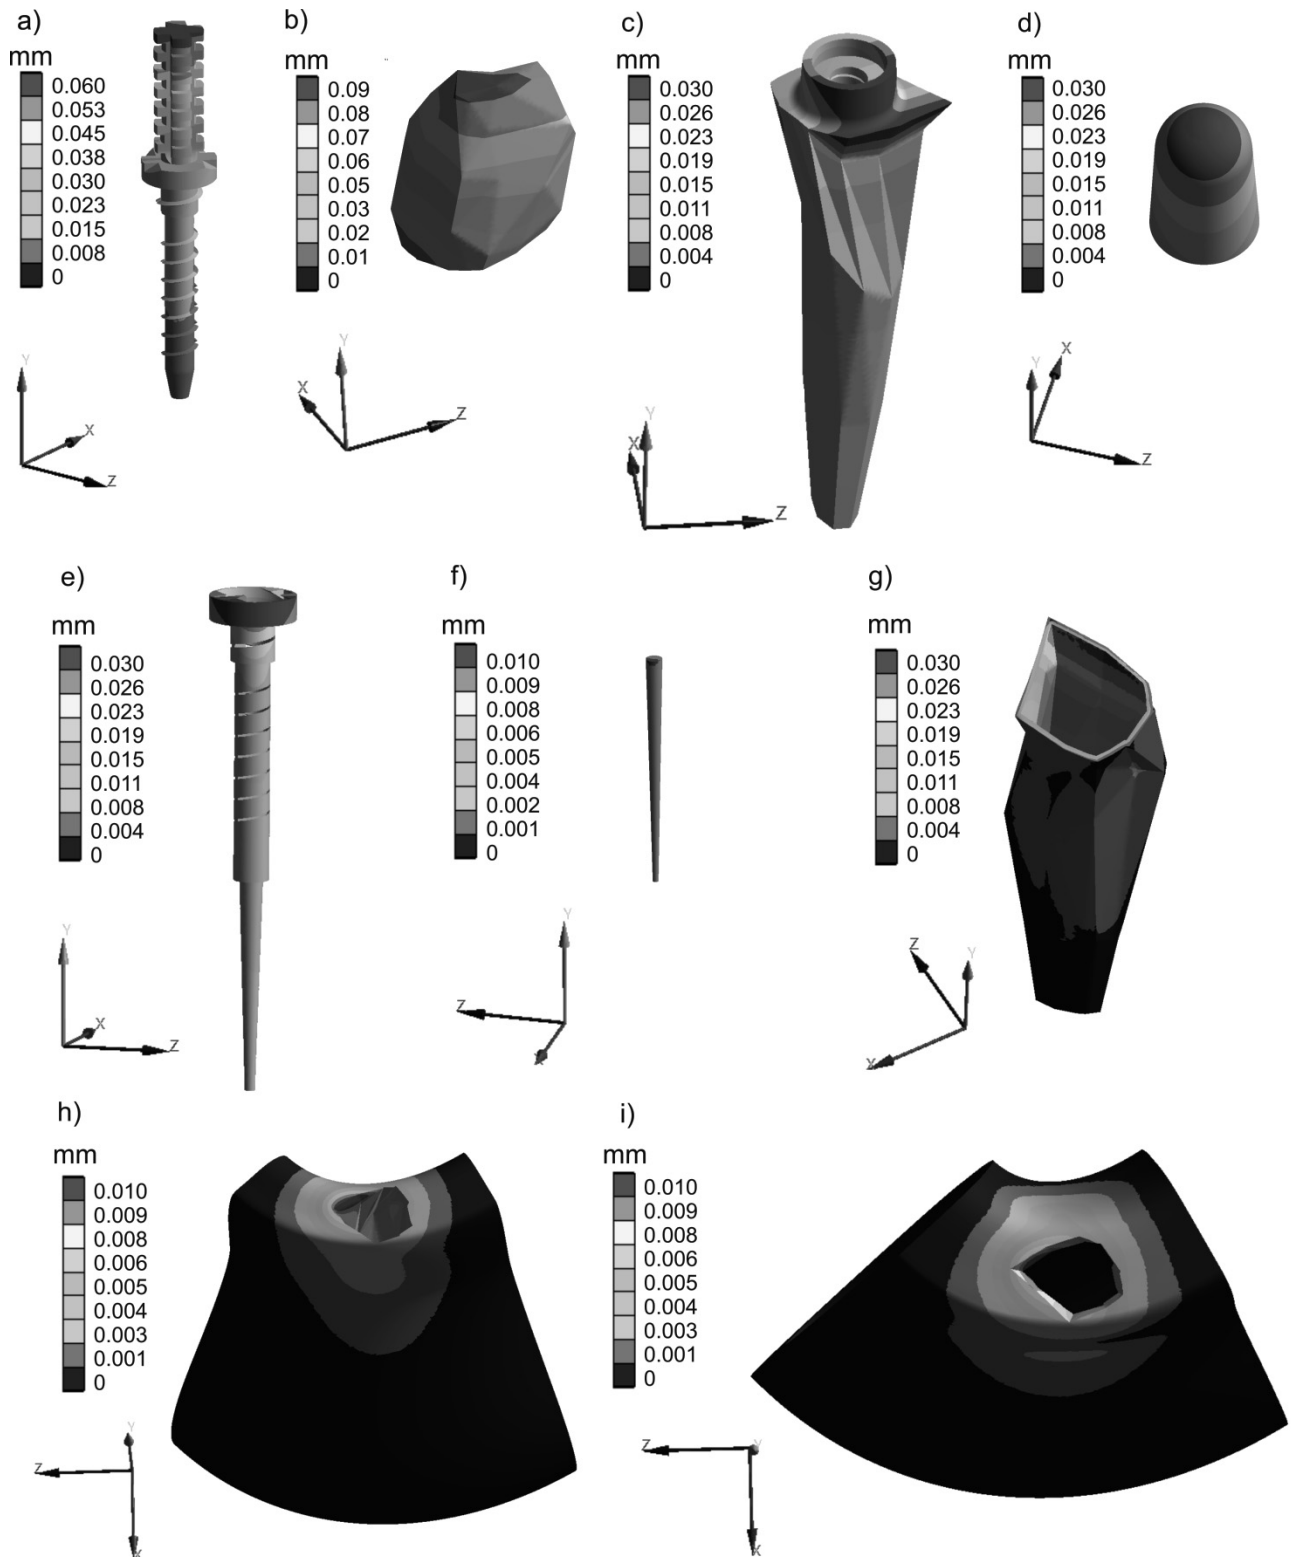 a)
mm
0.060
0.053
0.045
0.038
0.030
0.023
0.015
0.008
0
Y
X
Z
b)
mm
0.09
0.08
0.07
0.06
0.05
0.03
0.02
0.01
0
Y
X
Z
c)
mm
0.030
0.026
0.023
0.019
0.015
0.011
0.008
0.004
0
Y
X
Z
d)
mm
0.030
0.026
0.023
0.019
0.015
0.011
0.008
0.004
0
Y
X
Z
e)
mm
0.030
0.026
0.023
0.019
0.015
0.011
0.008
0.004
0
Y
X
Z
f)
mm
0.010
0.009
0.008
0.006
0.005
0.004
0.002
0.001
0
Y
Z
X
g)
mm
0.030
0.026
0.023
0.019
0.015
0.011
0.008
0.004
0
Z
Y
X
h)
mm
0.010
0.009
0.008
0.006
0.005
0.004
0.003
0.001
0
Y
Z
X
i)
mm
0.010
0.009
0.008
0.006
0.005
0.004
0.003
0.001
0
Z
Y
X